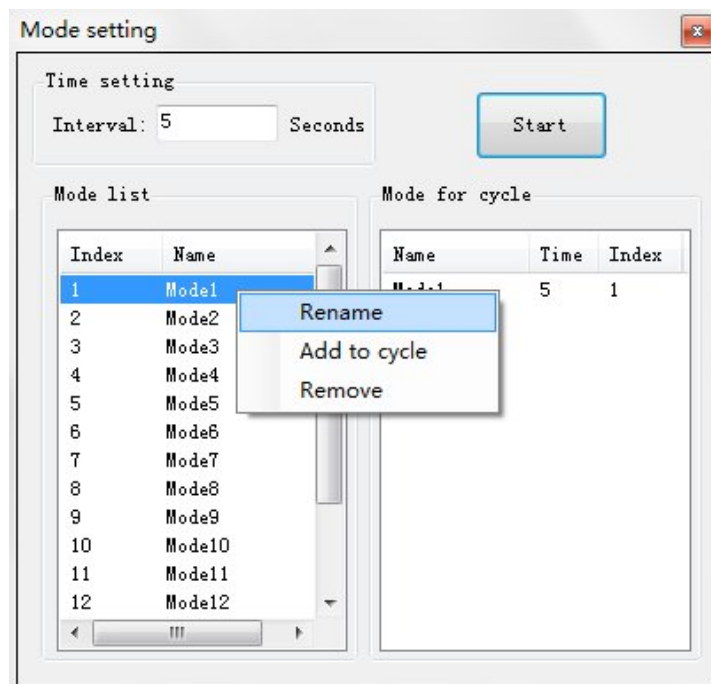 Mode setting
Time setting
Interval: 5 Seconds
Start
Mode list
Mode for cycle
Index Name
Name Time Index
1 Mode1
5 1
Rename
2 Mode2
3 Mode3
Add to cycle
4 Mode4
Remove
5 Mode5
6 Mode6
7 Mode7
8 Mode8
9 Mode9
10 Mode10
11 Mode11
12 Mode12